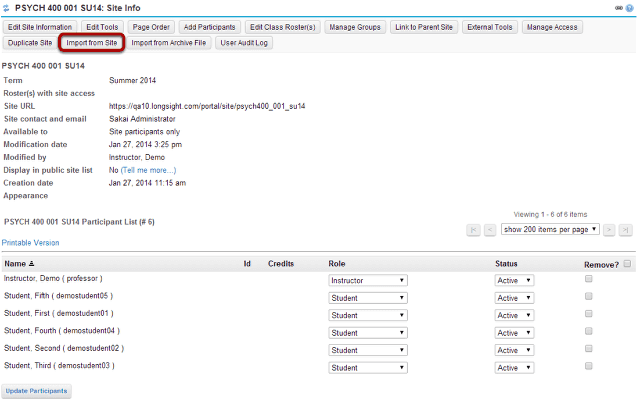 PSYCH 400 001 SU14: Site Info
Edit Site Information Edit Tools Page Order Add Participants Edit Class Roster(s) Manage Groups Link to Parent Site External Tools Manage Access
Duplicate Site Import from Site Import from Archive File User Audit Log
PSYCH 400 001 SU14
Term Summer 2014
Roster(s) with site access
Site URL https://qa10.longsight.com/portal/site/psych400_001_su14
Site contact and email Sakai Administrator
Available to Site participants only
Modification date Jan 27, 2014 3:25 pm
Modified by Instructor, Demo
Display in public site list No (Tell me more...)
Creation date Jan 27, 2014 11:15 am
Appearance
Viewing 1 - 6 of 6 items
PSYCH 400 001 SU14 Participant List (# 6)
|< < show 200 items per page > >|
Printable Version
Name Id Credits Role Status Remove?
Instructor, Demo ( professor ) Instructor Active
Student, Fifth ( demostudent05 ) Student Active
Student, First ( demostudent01 ) Student Active
Student, Fourth ( demostudent04 ) Student Active
Student, Second ( demostudent02 ) Student Active
Student, Third ( demostudent03 ) Student Active
Update Participants